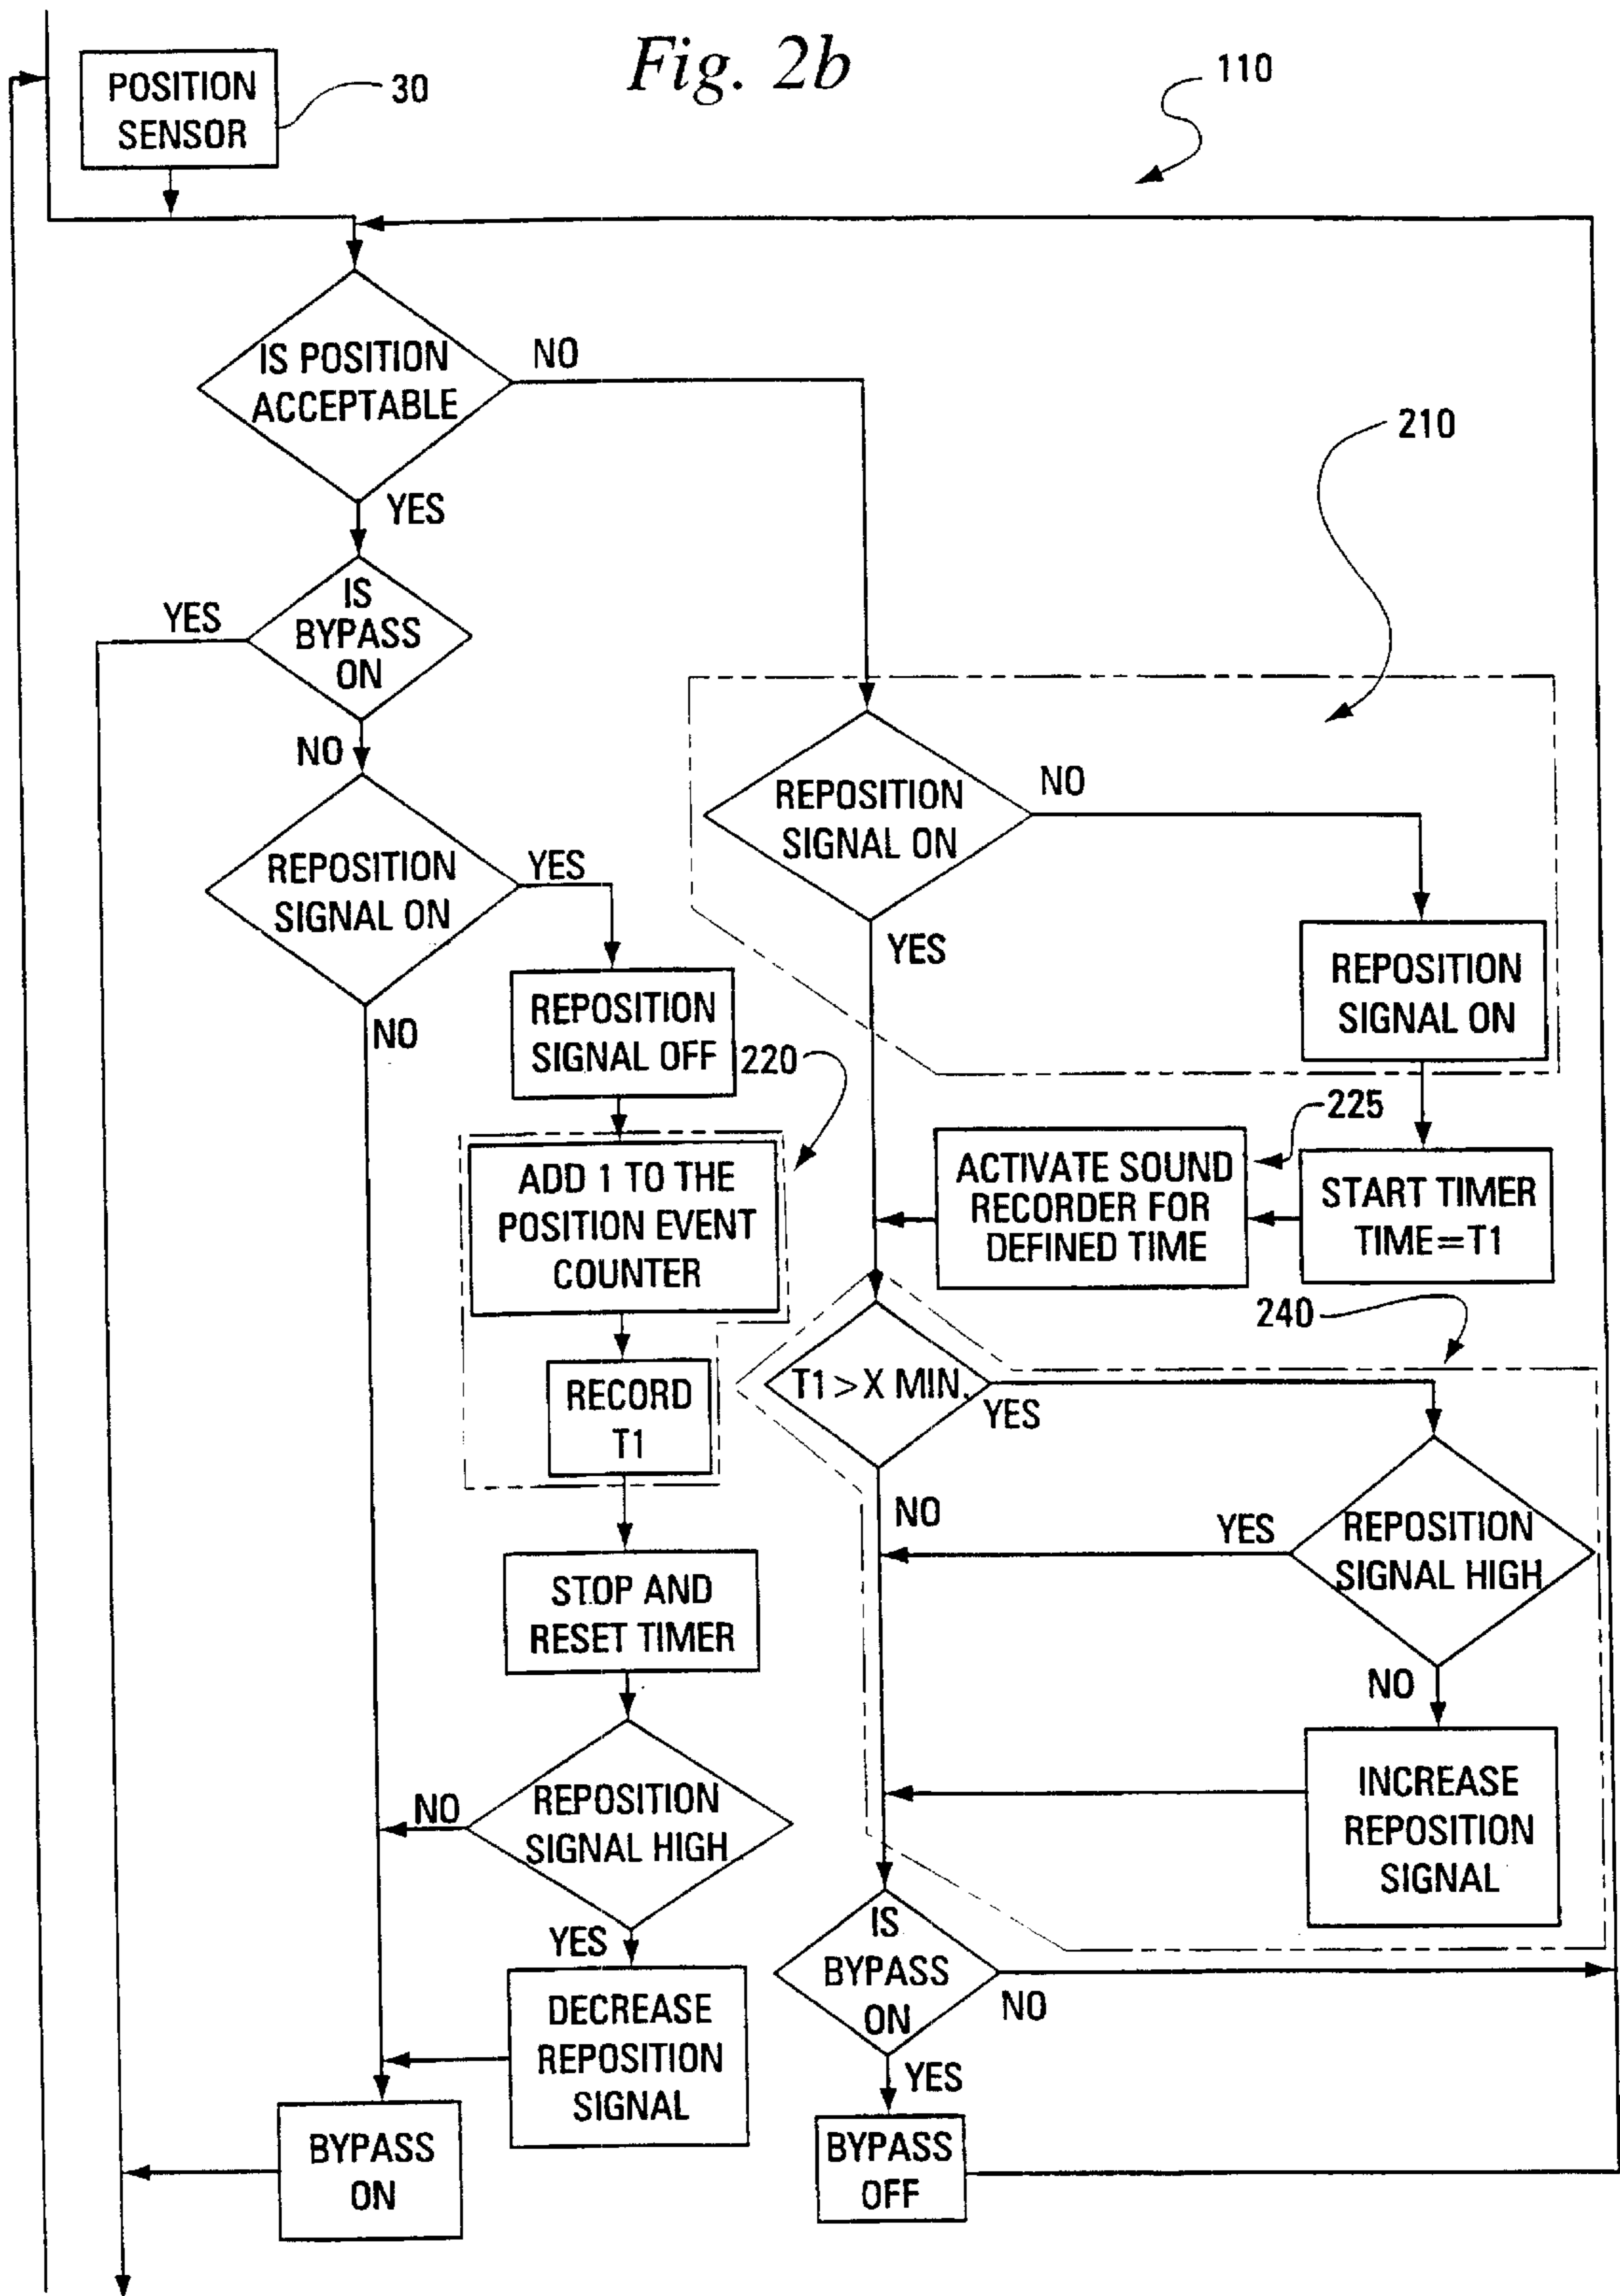 Fig. 2b
110
POSITION
SENSOR
30
IS POSITION
ACCEPTABLE
NO
YES
210
IS
BYPASS
ON
YES
NO
REPOSITION
SIGNAL ON
YES
NO
REPOSITION
SIGNAL ON
NO
YES
REPOSITION
SIGNAL ON
REPOSITION
SIGNAL OFF
220
225
ADD 1 TO THE
POSITION EVENT
COUNTER
ACTIVATE SOUND
RECORDER FOR
DEFINED TIME
START TIMER
TIME=T1
240
RECORD
T1
T1>X MIN.
YES
NO
REPOSITION
SIGNAL HIGH
YES
NO
STOP AND
RESET TIMER
REPOSITION
SIGNAL HIGH
NO
YES
INCREASE
REPOSITION
SIGNAL
DECREASE
REPOSITION
SIGNAL
IS
BYPASS
ON
NO
YES
BYPASS
ON
BYPASS
OFF